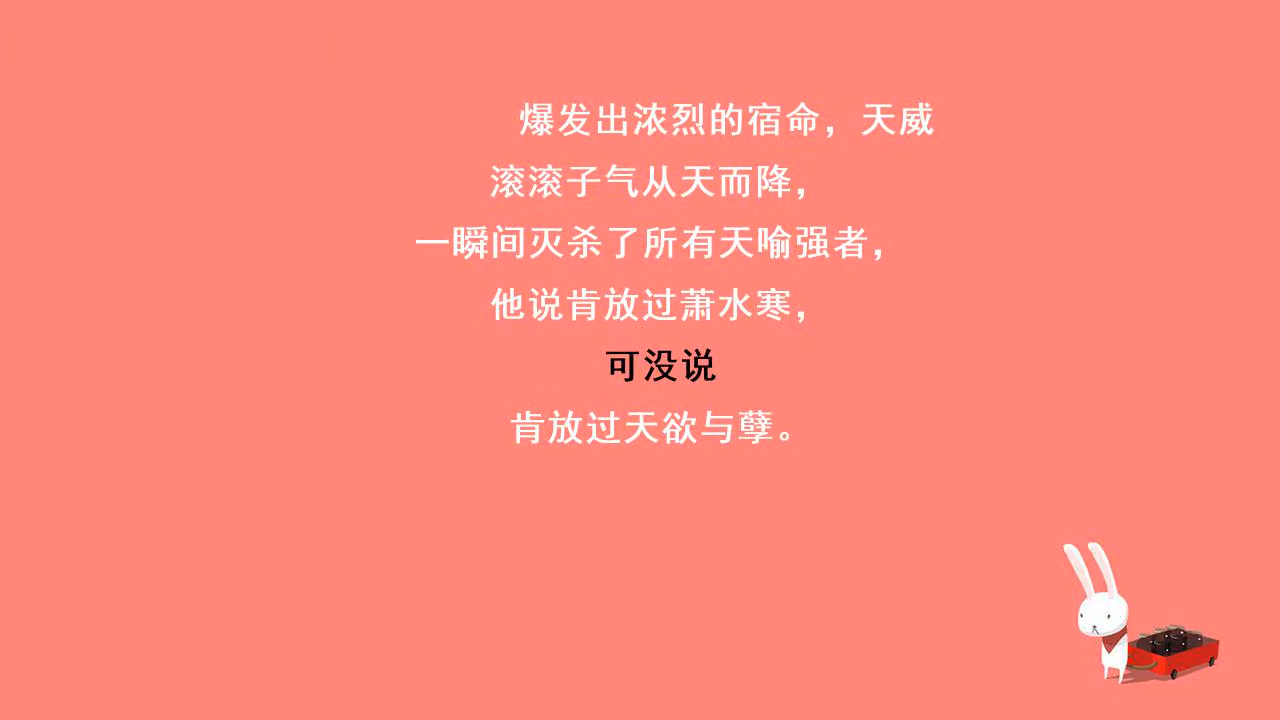 爆发出浓烈的宿命，天威
滚滚子气从天而降，
一瞬间灭杀了所有天喻强者，
他说肯放过萧水寒，
可没说
肯放过天欲与孽。